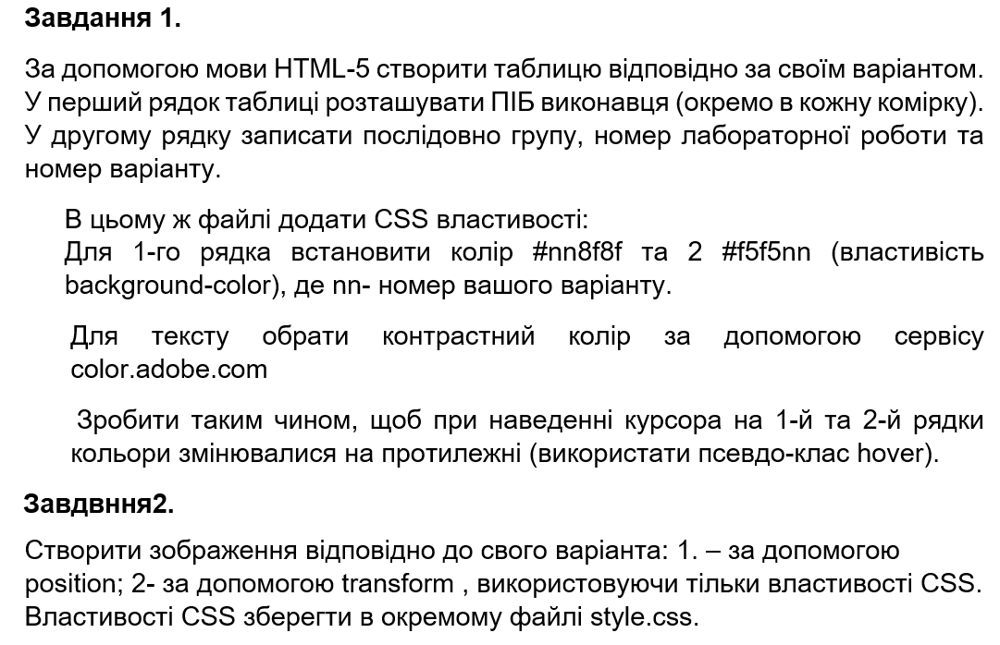 Завдання 1.
За допомогою мови HTML-5 створити таблицю відповідно за своїм варіантом.
У перший рядок таблиці розташувати ПІБ виконавця (окремо в кожну комірку).
У другому рядку записати послідовно групу, номер лабораторної роботи та
номер варіанту.
В цьому ж файлі додати CSS властивості:
Для 1-го рядка встановити колір #nn8f8f та 2 #f5f5nn (властивість
background-color), де nn- номер вашого варіанту.
Для тексту обрати контрастний колір за допомогою сервісу
color.adobe.com
Зробити таким чином, щоб при наведенні курсора на 1-й та 2-й рядки
кольори змінювалися на протилежні (використати псевдо-клас hover).
Завдвння2.
Створити зображення відповідно до свого варіанта: 1. – за допомогою
position; 2- за допомогою transform , використовуючи тільки властивості CSS.
Властивості CSS зберегти в окремому файлі style.css.